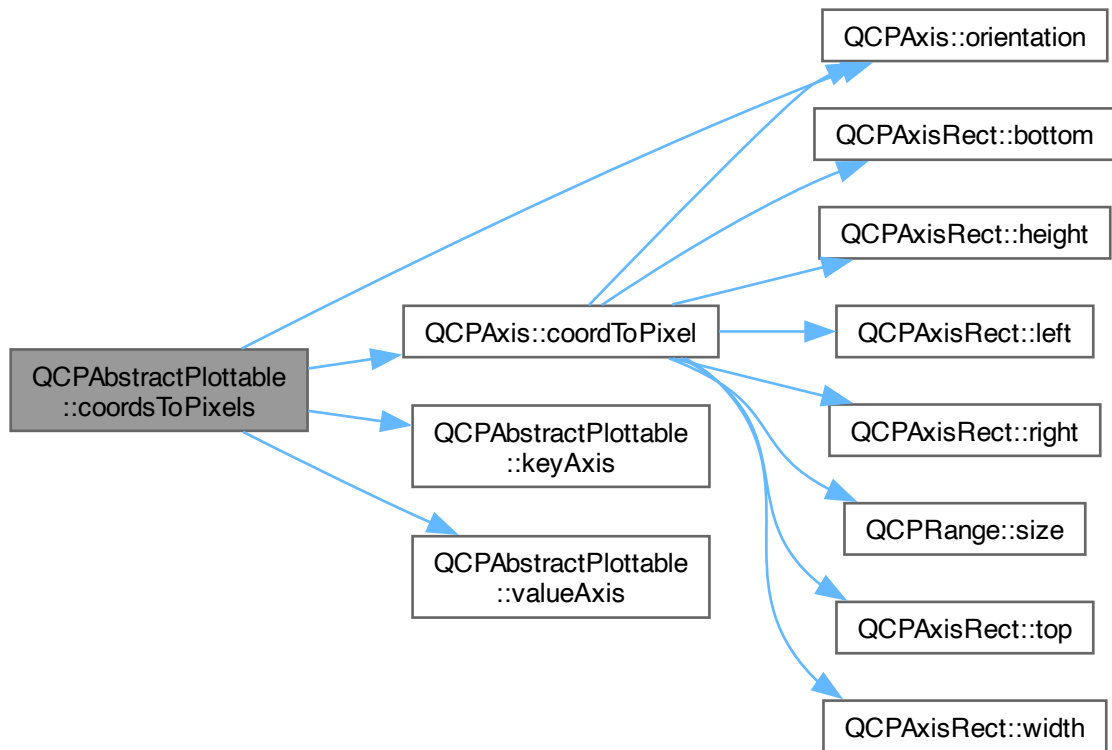 QCPAbstractPlottable
::coordsToPixels
QCPAxis::coordToPixel
QCPAbstractPlottable
::keyAxis
QCPAbstractPlottable
::valueAxis
QCPAxis::orientation
QCPAxisRect::bottom
QCPAxisRect::height
QCPAxisRect::left
QCPAxisRect::right
QCPRange::size
QCPAxisRect::top
QCPAxisRect::width